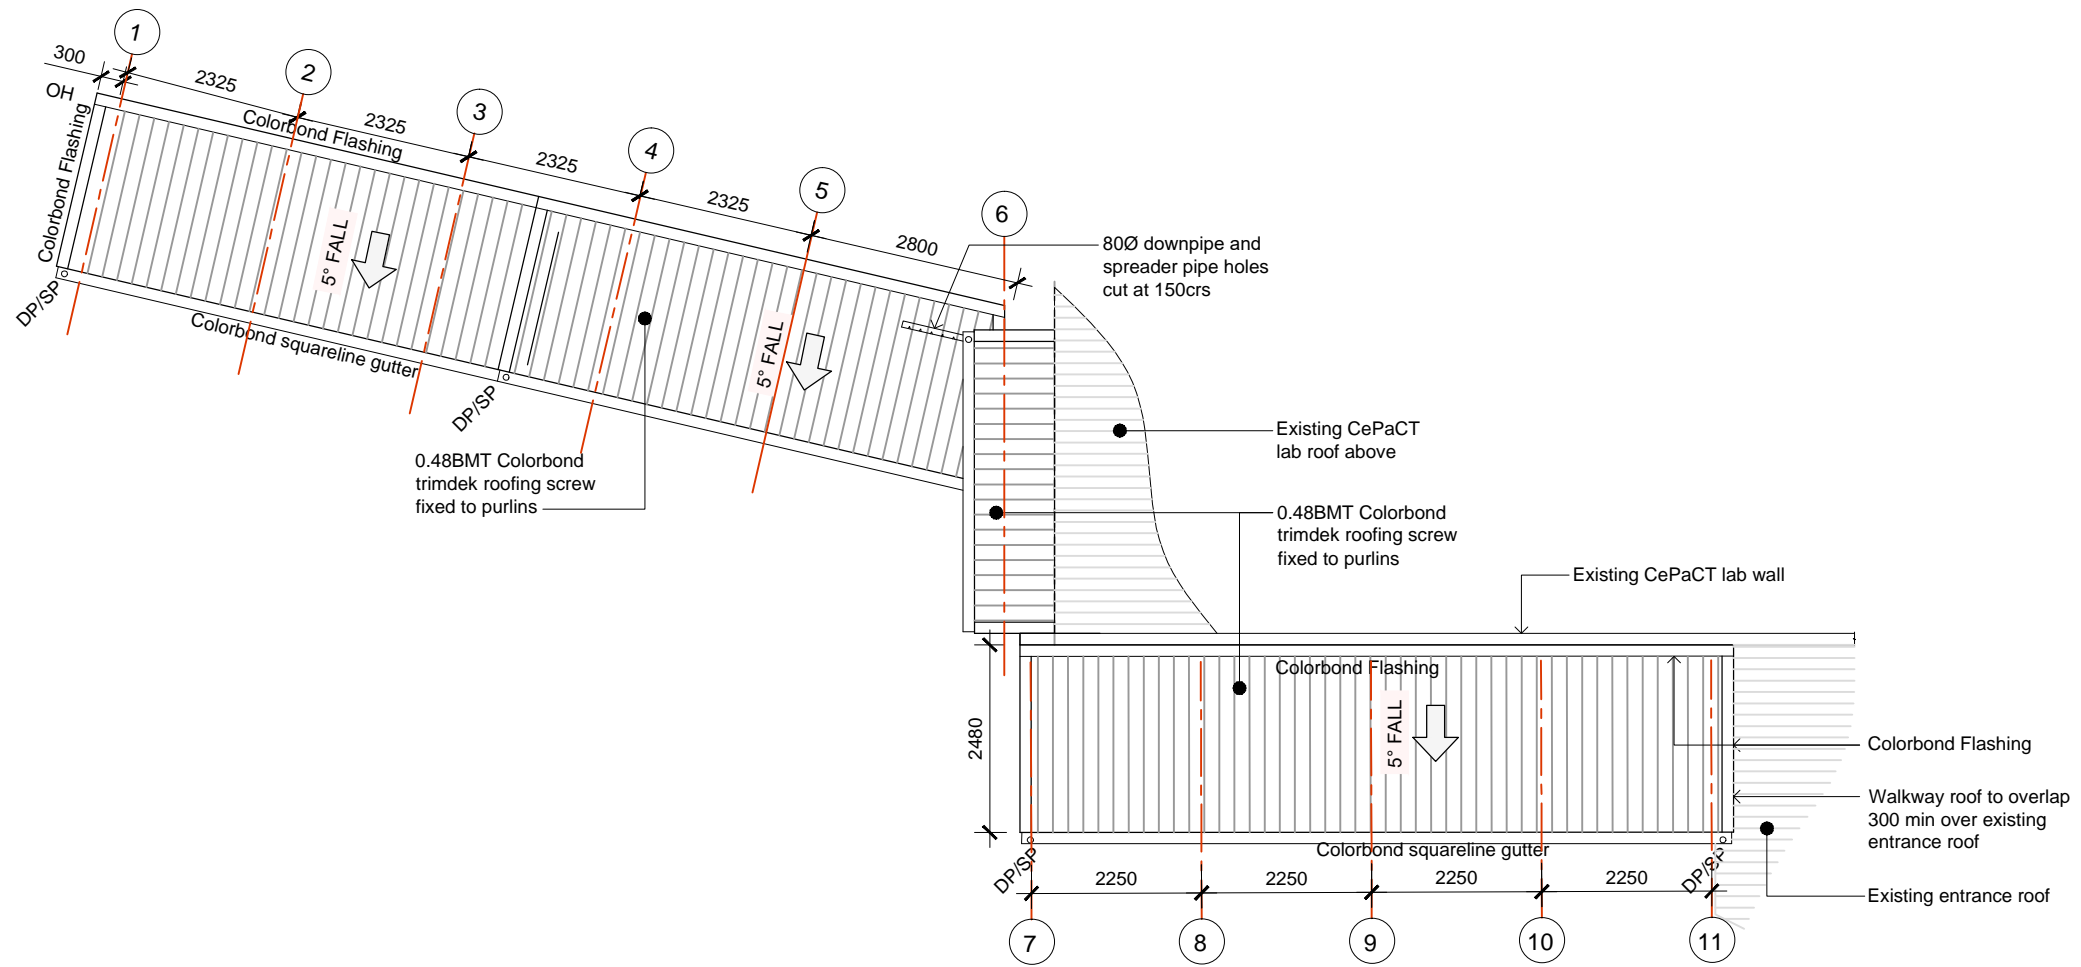 1
300
2
2325
OH
3
2325
Colorbond Flashing
Colorbond Flashing
4
2325
5
2325
6
2800
5° FALL
80Ø downpipe and
spreader pipe holes
cut at 150crs
DP/SP
Colorbond squareline gutter
5° FALL
DP/SP
0.48BMT Colorbond
trimdek roofing screw
fixed to purlins
Existing CePaCT
lab roof above
0.48BMT Colorbond
trimdek roofing screw
fixed to purlins
Existing CePaCT lab wall
Colorbond Flashing
2480
5° FALL
Colorbond Flashing
Walkway roof to overlap
300 min over existing
entrance roof
Colorbond squareline gutter
DP/SP
DP/SP
2250
2250
2250
2250
Existing entrance roof
7
8
9
10
11